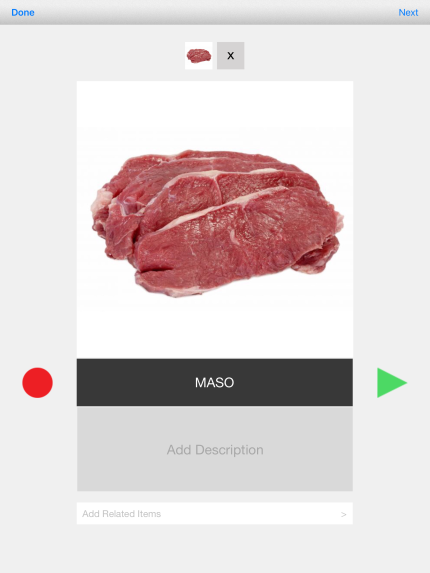 Done Next
X
MASO
Add Description
Add Related Items >